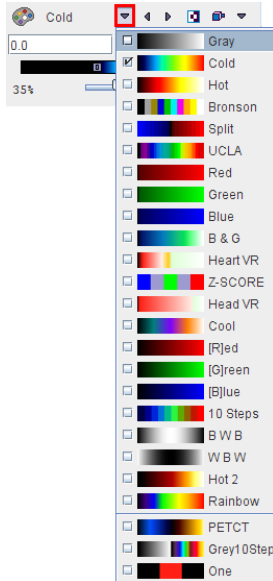 Cold
0.0
35%
Gray
Cold
Hot
Bronson
Split
UCLA
Red
Green
Blue
B & G
Heart VR
Z-SCORE
Head VR
Cool
[R]ed
[G]reen
[B]lue
10 Steps
B W B
W B W
Hot 2
Rainbow
PETCT
Grey10Step
One